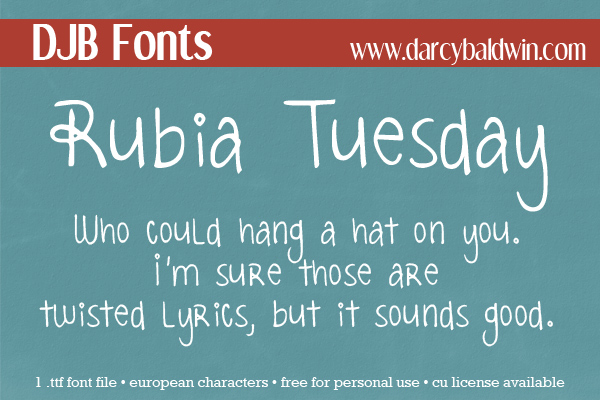 DJB Fonts www.darcybaldwin.com
Rubia Tuesday
Who could hang a hat on you.
i'm sure those are
twisted lyrics, but it sounds good.
1 .ttf font file • european characters • free for personal use • cu license available